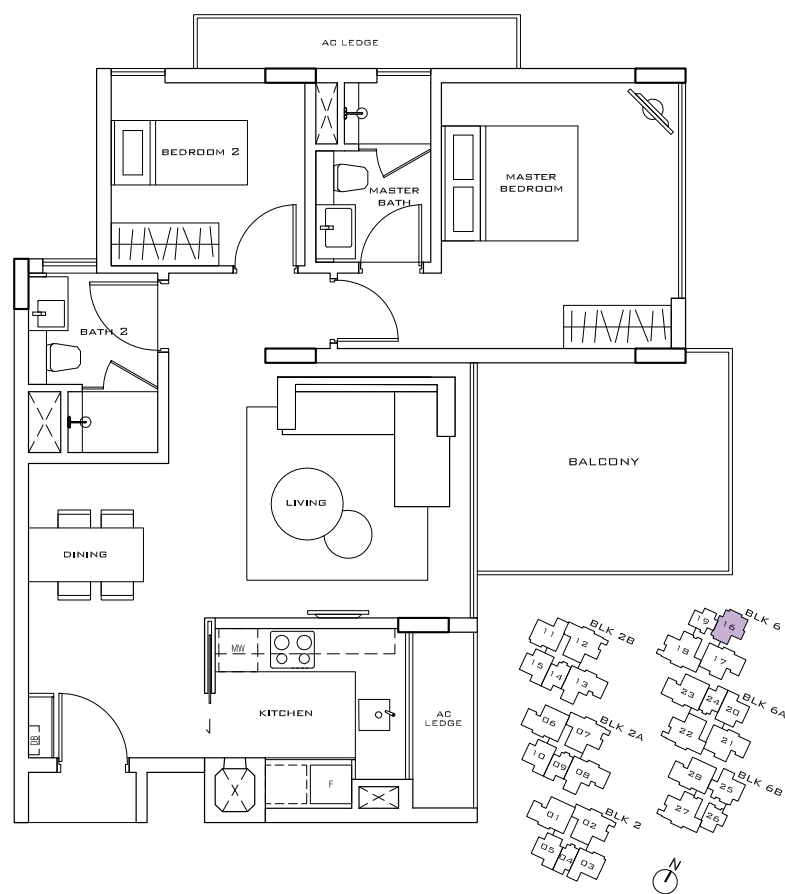 AC LEDGE
BEDROOM 2
MASTER
BATH
MASTER
BEDROOM
BATH 2
BALCONY
LIVING
DINING
MW
KITCHEN
AC
LEDGE
DB
X
F
BLK 2B
11
12
15
14
13
BLK 2A
06
07
10
09
08
BLK 2
01
02
05
04
03
BLK 6
19
16
18
17
BLK 6A
23
24
20
22
21
BLK 6B
28
25
27
26
N